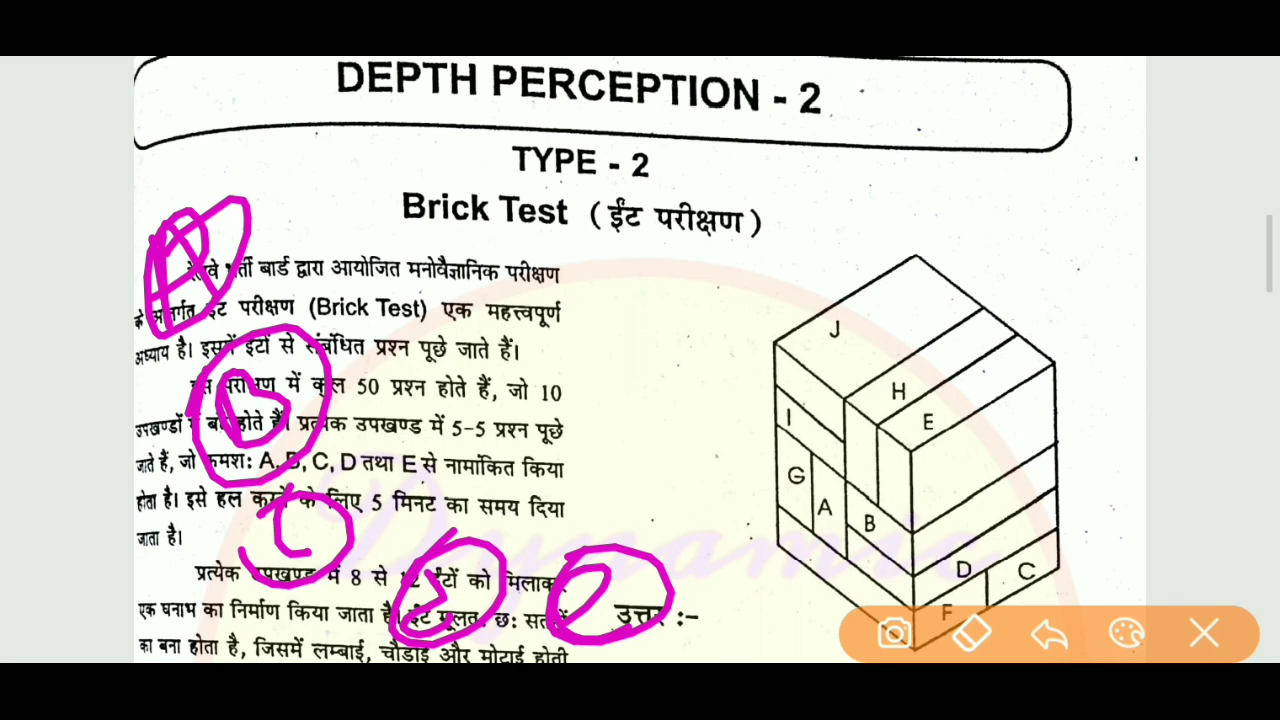 DEPTH PERCEPTION - 2
TYPE - 2
Brick Test (ईंट परीक्षण)
भर्ती बार्ड द्वारा आयोजित मनोवैज्ञानिक परीक्षण
के ईंट परीक्षण (Brick Test) एक महत्त्वपूर्ण
अध्याय है। इसमें ईंटों से संबंधित प्रश्न पूछे जाते हैं।
में कुल 50 प्रश्न होते हैं, जो 10
उपखण्डों होते हैं। प्रत्येक उपखण्ड में 5-5 प्रश्न पूछे
जाते हैं, जो क्रमशः A, B, C, D तथा E से नामांकित किया
होता है। इसे हल करने के लिए 5 मिनट का समय दिया
जाता है।
प्रत्येक उपखण्ड में 8 से 12 ईंटों को मिलाकर
एक घनाभ का निर्माण किया जाता है। ईंट मूलतः छः
का बना होता है, जिसमें लम्बाई, चौड़ाई और मोटाई होती
उत्तर :-
J
H
E
I
G
A
B
D
C
F
A
B
C